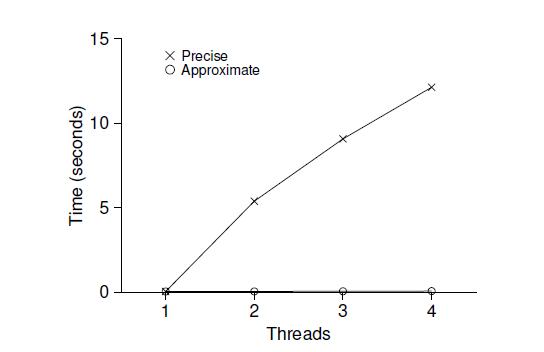 15
Precise
Approximate
10
5
0
Time (seconds)
1 2 3 4
Threads